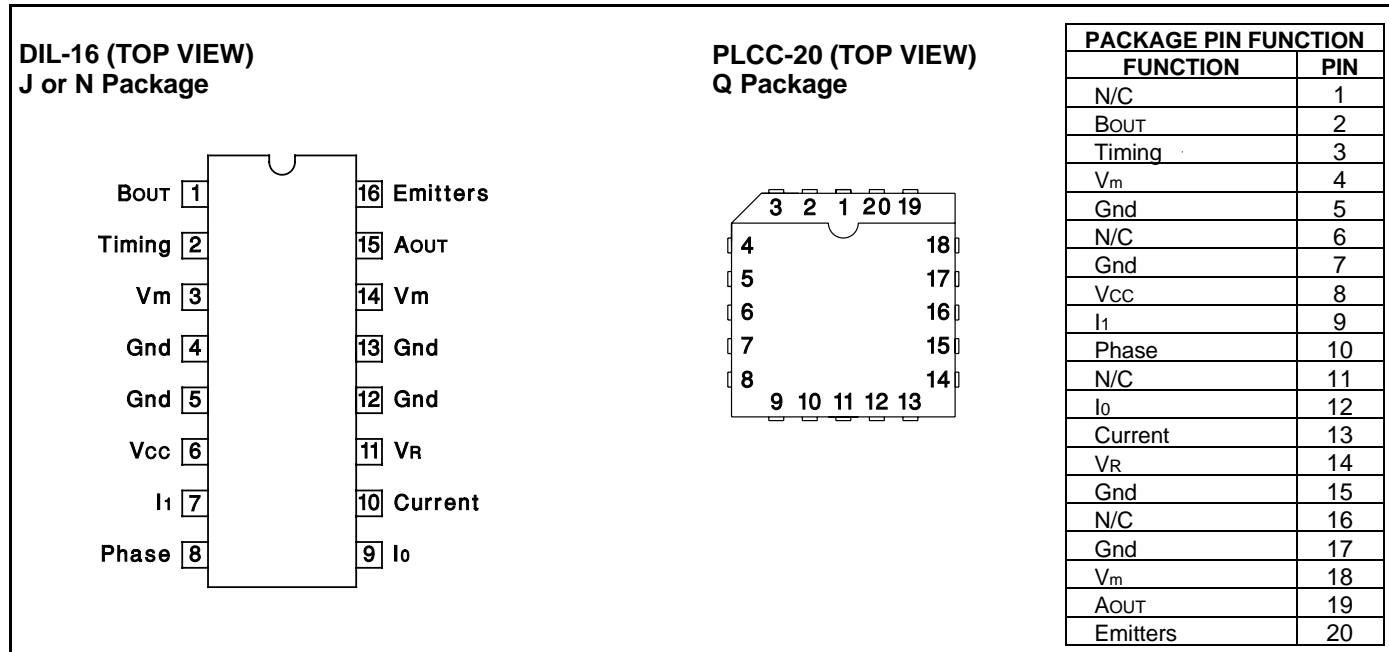 DIL-16 (TOP VIEW)
J or N Package
BOUT 1
Timing 2
Vm 3
Gnd 4
Gnd 5
Vcc 6
I1 7
Phase 8
16 Emitters
15 AOUT
14 Vm
13 Gnd
12 Gnd
11 VR
10 Current
9 I0
PLCC-20 (TOP VIEW)
Q Package
3 2 1 20 19
4 18
5 17
6 16
7 15
8 14
9 10 11 12 13
PACKAGE PIN FUNCTION
FUNCTION PIN
N/C 1
BOUT 2
Timing 3
Vm 4
Gnd 5
N/C 6
Gnd 7
VCC 8
I1 9
Phase 10
N/C 11
I0 12
Current 13
VR 14
Gnd 15
N/C 16
Gnd 17
Vm 18
AOUT 19
Emitters 20